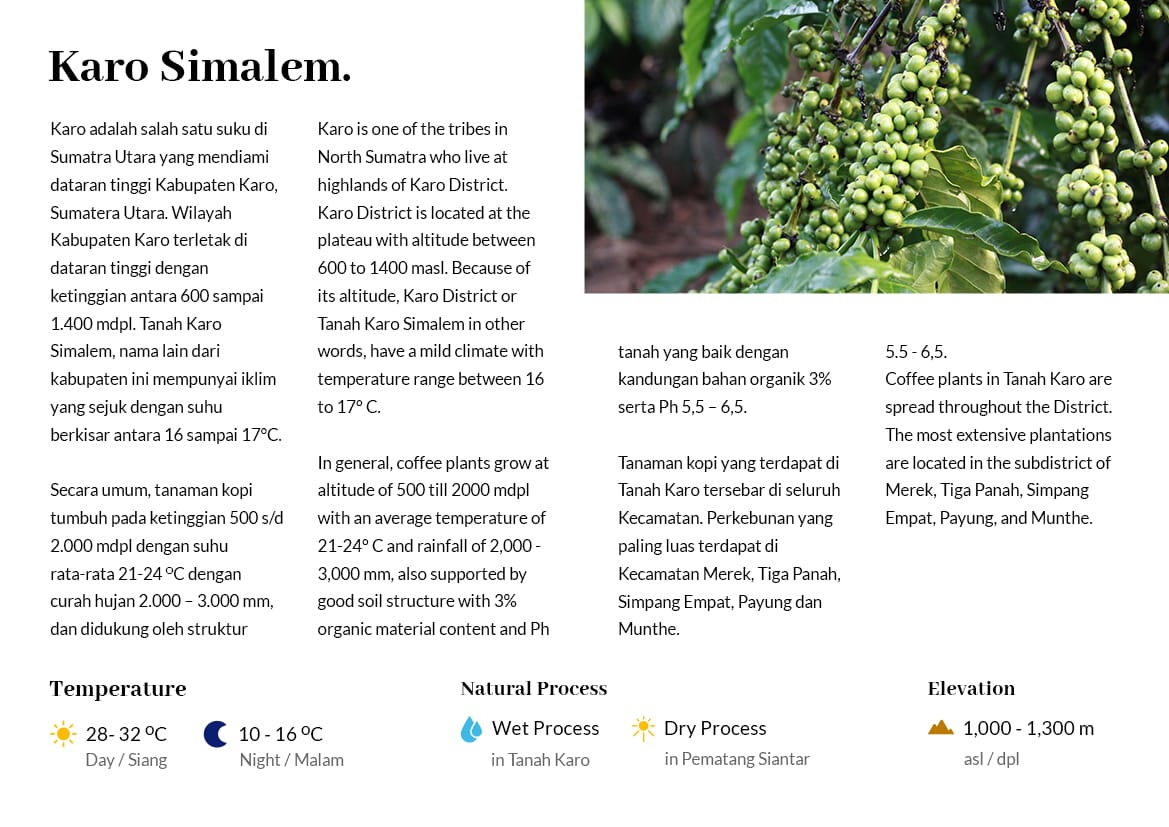 Karo Simalem.
Karo adalah salah satu suku di
Sumatra Utara yang mendiami
dataran tinggi Kabupaten Karo,
Sumatera Utara. Wilayah
Kabupaten Karo terletak di
dataran tinggi dengan
ketinggian antara 600 sampai
1.400 mdpl. Tanah Karo
Simalem, nama lain dari
kabupaten ini mempunyai iklim
yang sejuk dengan suhu
berkisar antara 16 sampai 17°C.
Secara umum, tanaman kopi
tumbuh pada ketinggian 500 s/d
2.000 mdpl dengan suhu
rata-rata 21-24 °C dengan
curah hujan 2.000 – 3.000 mm,
dan didukung oleh struktur
tanah yang baik dengan
kandungan bahan organik 3%
serta Ph 5,5 – 6,5.
Tanaman kopi yang terdapat di
Tanah Karo tersebar di seluruh
Kecamatan. Perkebunan yang
paling luas terdapat di
Kecamatan Merek, Tiga Panah,
Simpang Empat, Payung dan
Munthe.
Karo is one of the tribes in
North Sumatra who live at
highlands of Karo District.
Karo District is located at the
plateau with altitude between
600 to 1400 masl. Because of
its altitude, Karo District or
Tanah Karo Simalem in other
words, have a mild climate with
temperature range between 16
to 17° C.
In general, coffee plants grow at
altitude of 500 till 2000 mdpl
with an average temperature of
21-24° C and rainfall of 2,000 -
3,000 mm, also supported by
good soil structure with 3%
organic material content and Ph
5.5 - 6,5.
Coffee plants in Tanah Karo are
spread throughout the District.
The most extensive plantations
are located in the subdistrict of
Merek, Tiga Panah, Simpang
Empat, Payung, and Munthe.
Temperature
28- 32 °C
Day / Siang
10 - 16 °C
Night / Malam
Natural Process
Wet Process
in Tanah Karo
Dry Process
in Pematang Siantar
Elevation
1,000 - 1,300 m
asl / dpl